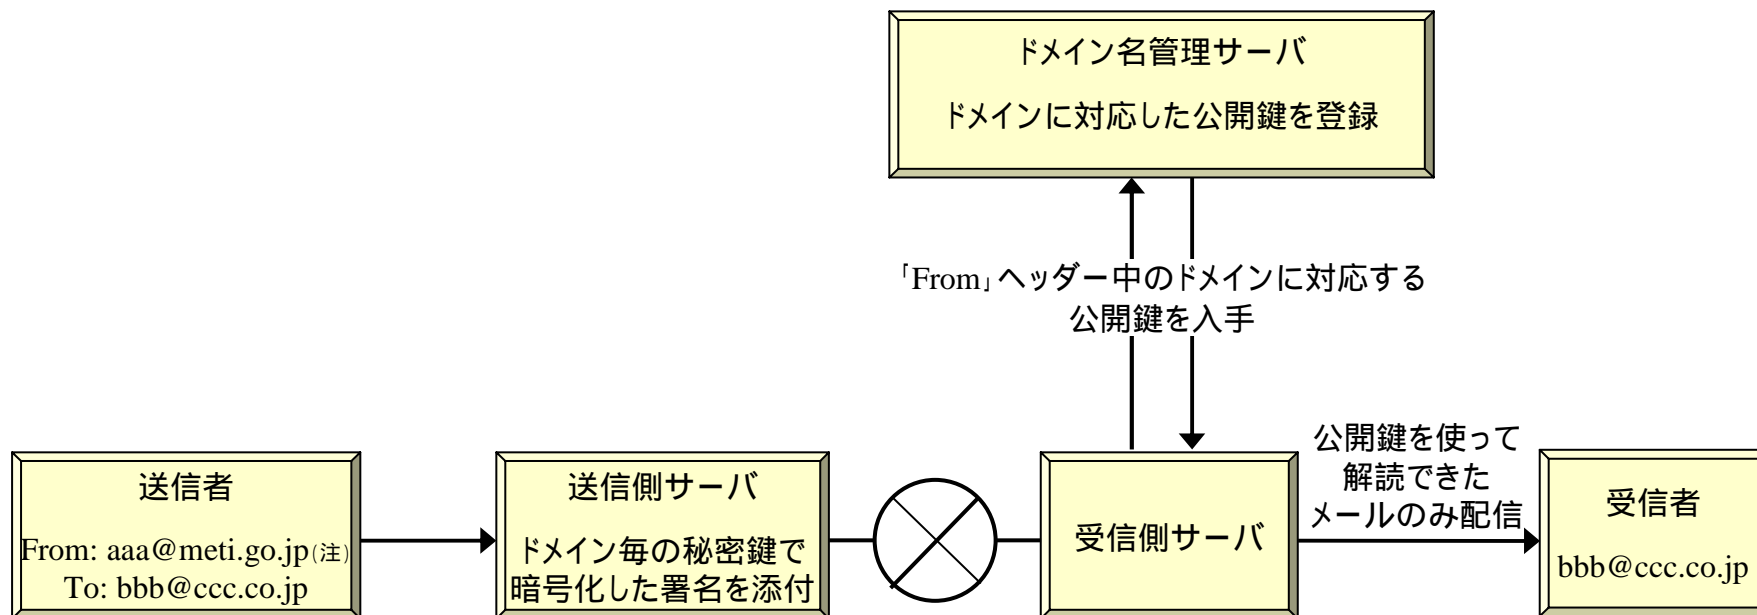 ドメイン名管理サーバ
ドメインに対応した公開鍵を登録
「From」ヘッダー中のドメインに対応する
公開鍵を入手
送信者
From: aaa@meti.go.jp(注)
To: bbb@ccc.co.jp
送信側サーバ
ドメイン毎の秘密鍵で
暗号化した署名を添付
受信側サーバ
公開鍵を使って
解読できた
メールのみ配信
受信者
bbb@ccc.co.jp